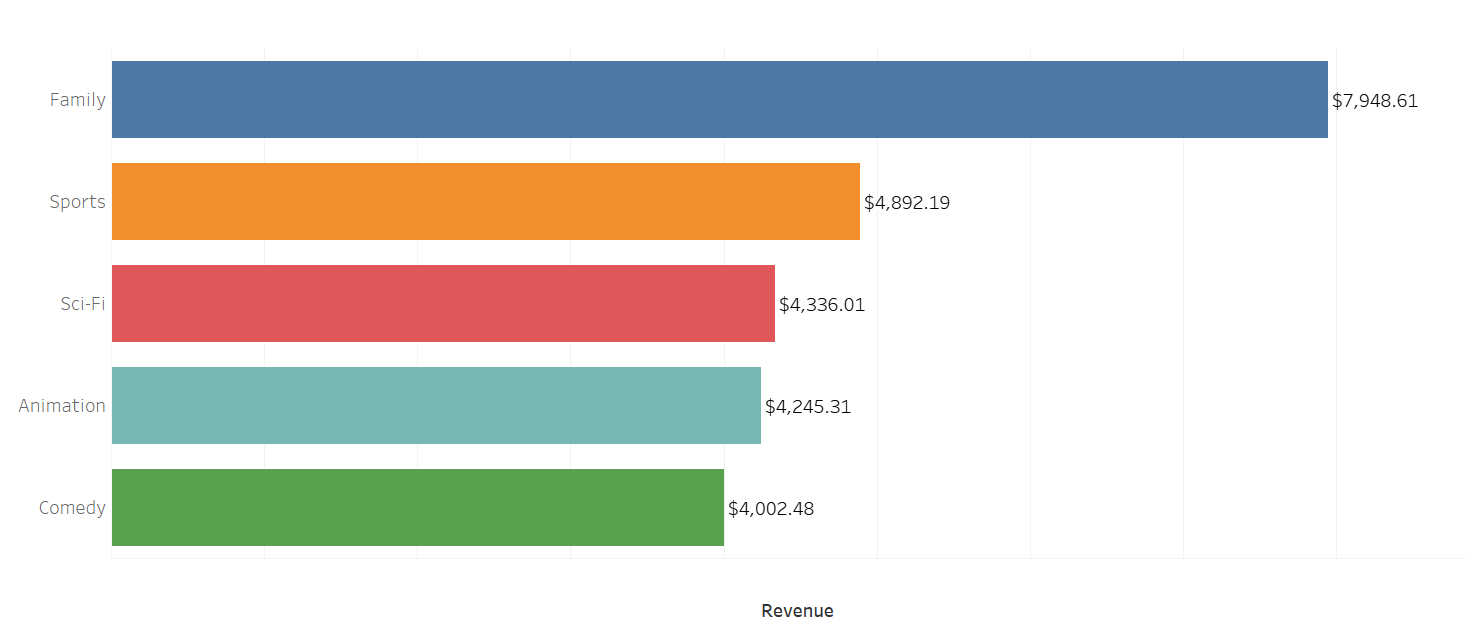 Family
$7,948.61
Sports
$4,892.19
Sci-Fi
$4,336.01
Animation
$4,245.31
Comedy
$4,002.48
Revenue